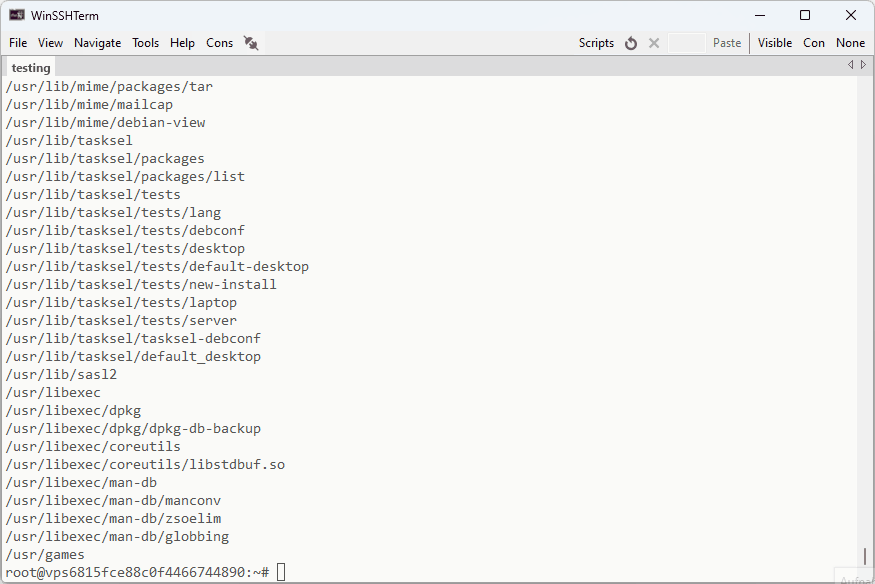 WinSSHTerm
File View Navigate Tools Help Cons Scripts Paste Visible Con None
testing
/usr/lib/mime/packages/tar
/usr/lib/mime/mailcap
/usr/lib/mime/debian-view
/usr/lib/tasksel
/usr/lib/tasksel/packages
/usr/lib/tasksel/packages/list
/usr/lib/tasksel/tests
/usr/lib/tasksel/tests/lang
/usr/lib/tasksel/tests/debconf
/usr/lib/tasksel/tests/desktop
/usr/lib/tasksel/tests/default-desktop
/usr/lib/tasksel/tests/new-install
/usr/lib/tasksel/tests/laptop
/usr/lib/tasksel/tests/server
/usr/lib/tasksel/tasksel-debconf
/usr/lib/tasksel/default_desktop
/usr/lib/sasl2
/usr/libexec
/usr/libexec/dpkg
/usr/libexec/dpkg/dpkg-db-backup
/usr/libexec/coreutils
/usr/libexec/coreutils/libstdbuf.so
/usr/libexec/man-db
/usr/libexec/man-db/manconv
/usr/libexec/man-db/zsoelim
/usr/libexec/man-db/globbing
/usr/games
root@vps6815fce88c0f4466744890:~#